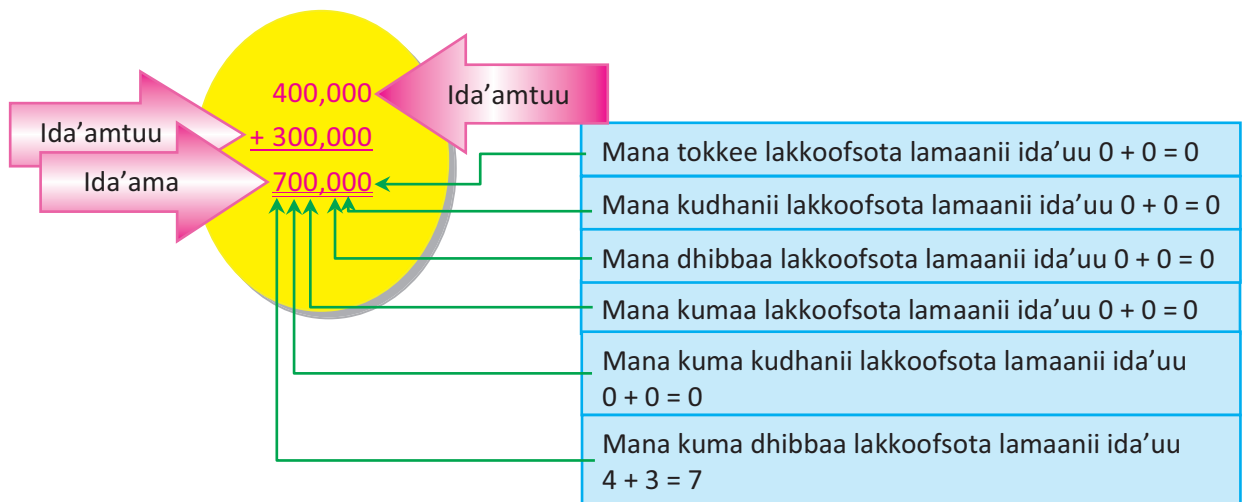 400,000
Ida’amtuu
Ida’amtuu
+ 300,000
Ida’ama
700,000
Mana tokkee lakkoofsota lamaanii ida’uu 0 + 0 = 0
Mana kudhanii lakkoofsota lamaanii ida’uu 0 + 0 = 0
Mana dhibbaa lakkoofsota lamaanii ida’uu 0 + 0 = 0
Mana kumaa lakkoofsota lamaanii ida’uu 0 + 0 = 0
Mana kuma kudhanii lakkoofsota lamaanii ida’uu
0 + 0 = 0
Mana kuma dhibbaa lakkoofsota lamaanii ida’uu
4 + 3 = 7